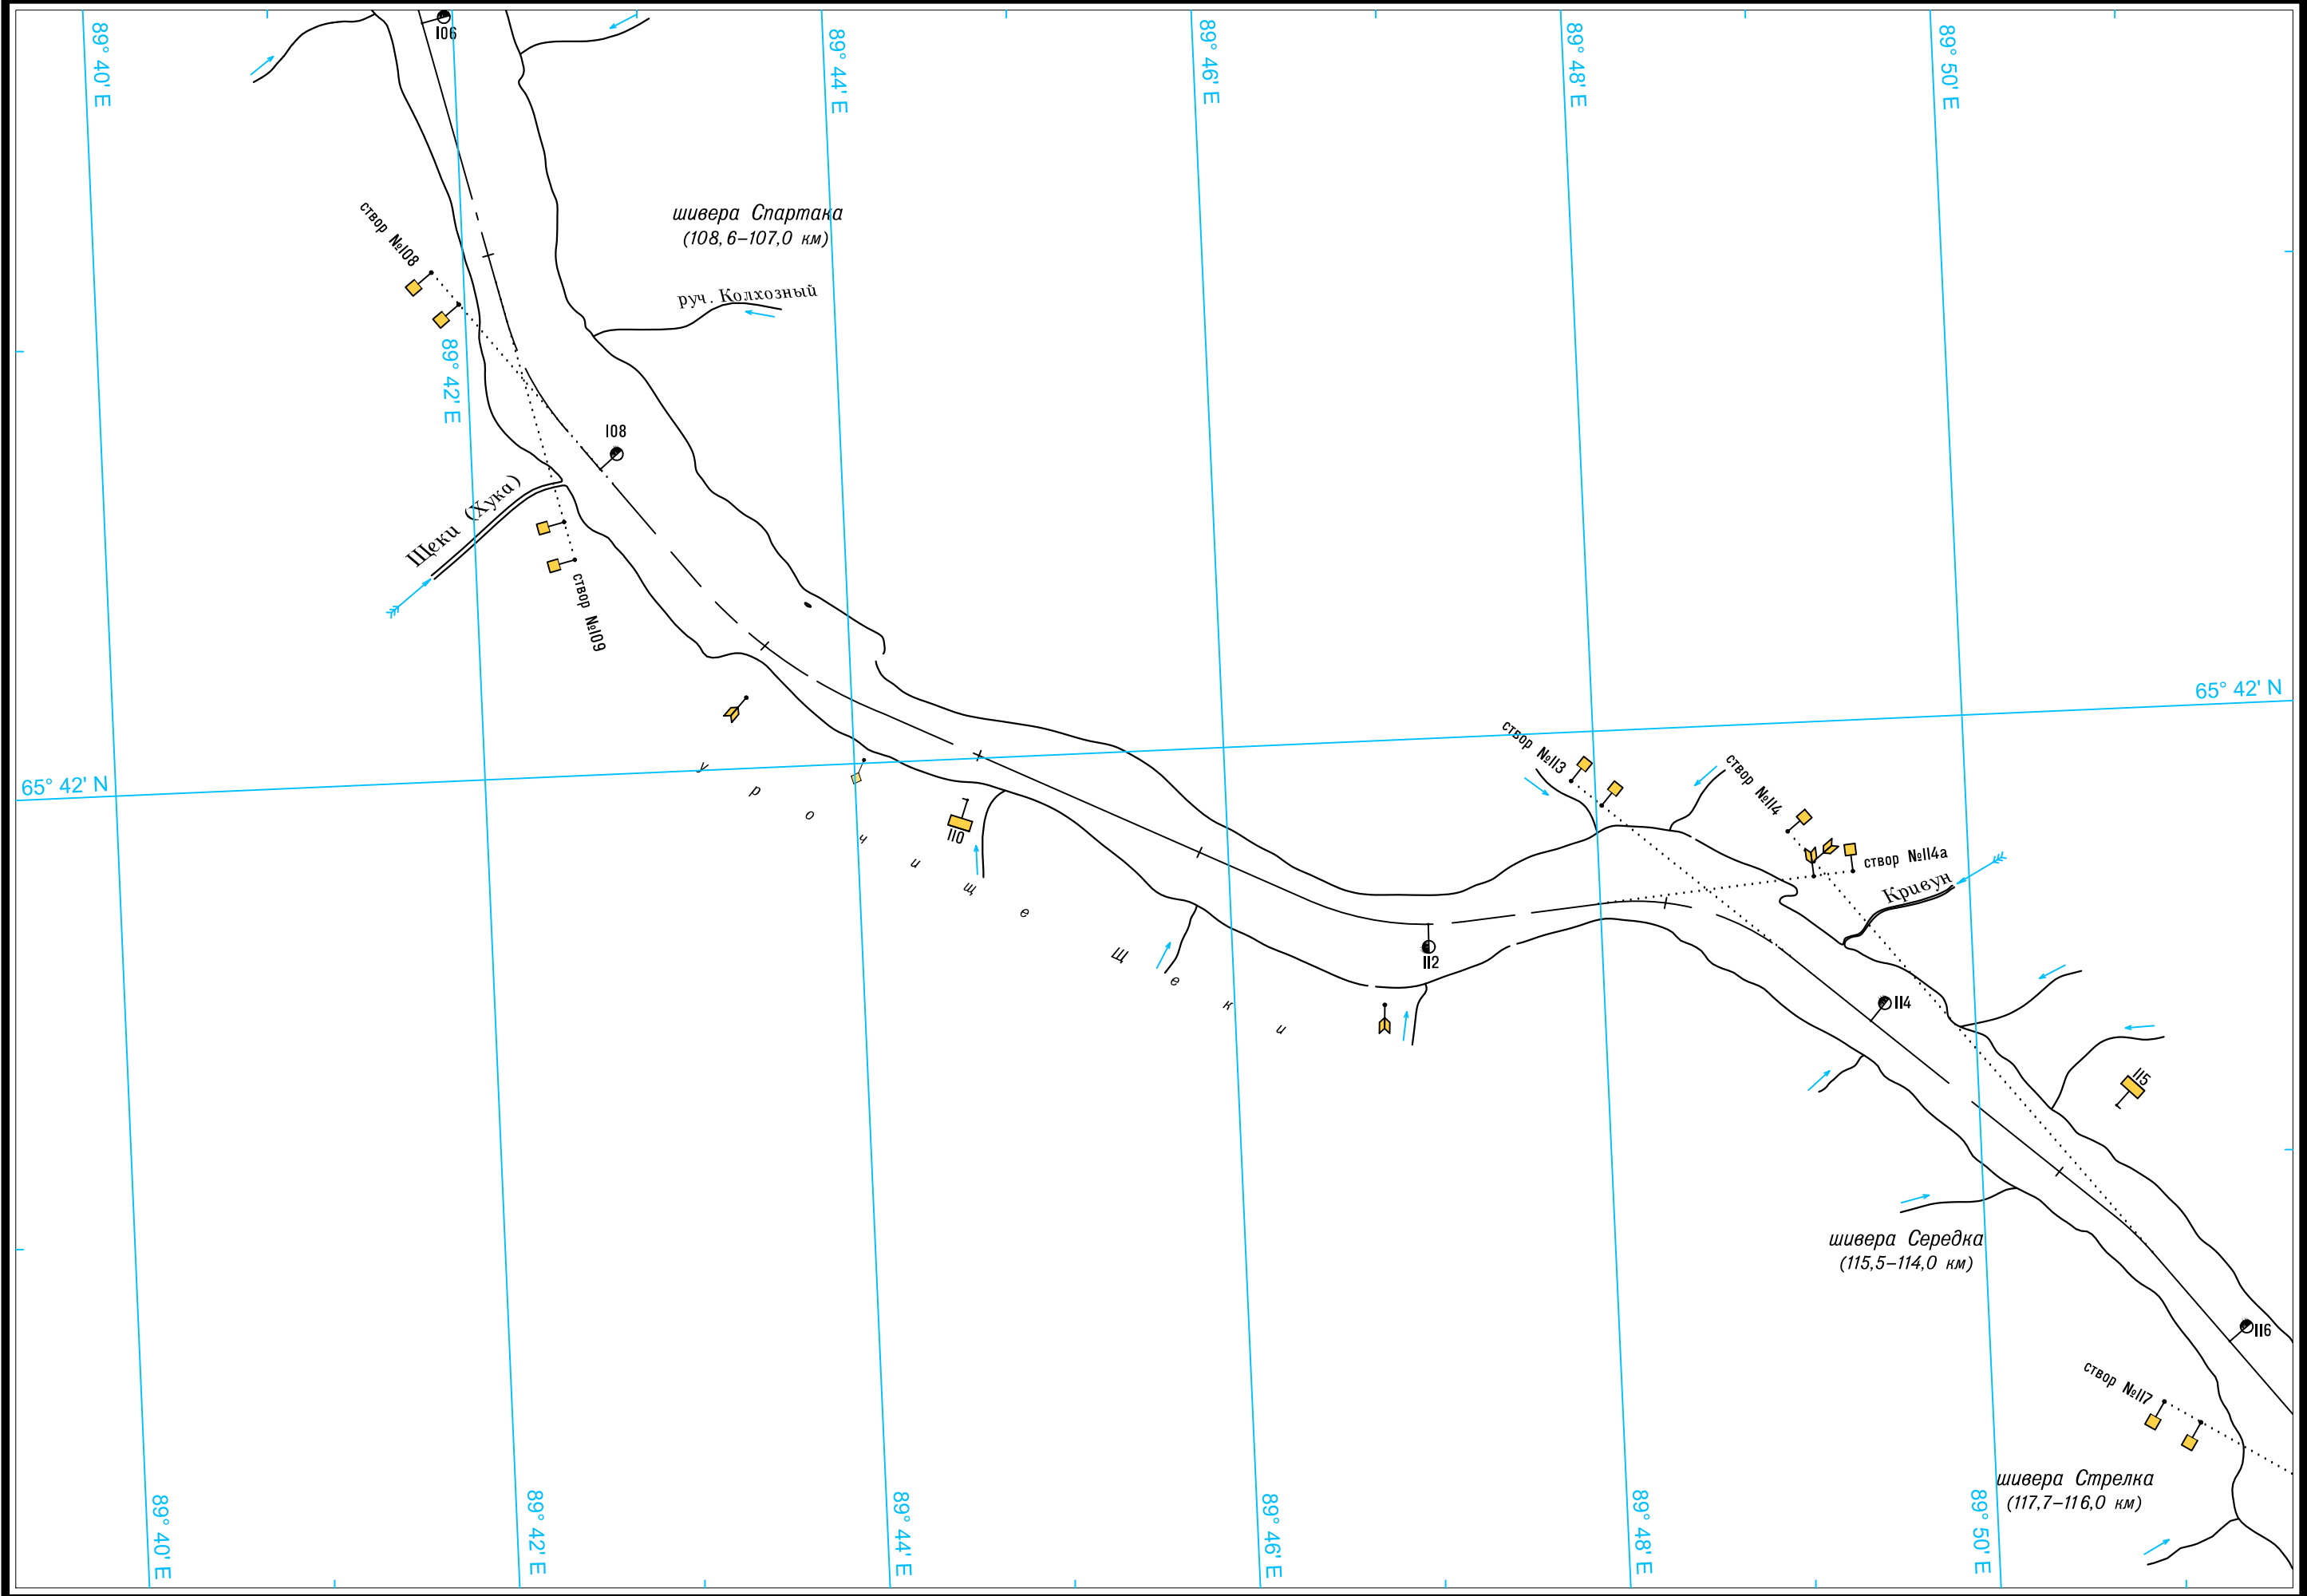 89° 40' E
106
89° 44' E
89° 46' E
89° 48' E
89° 50' E
створ №108
шивера Спартака
(108,6–107,0 км)
руч. Колхозный
89° 42' E
108
Щеки (Хука)
створ №109
65° 42' N
65° 42' N
створ №113
створ №114
110
створ №114а
Кривун
урочище Щеки
112
114
115
шивера Середка
(115,5–114,0 км)
116
створ №117
шивера Стрелка
(117,7–116,0 км)
89° 40' E
89° 42' E
89° 44' E
89° 46' E
89° 48' E
89° 50' E